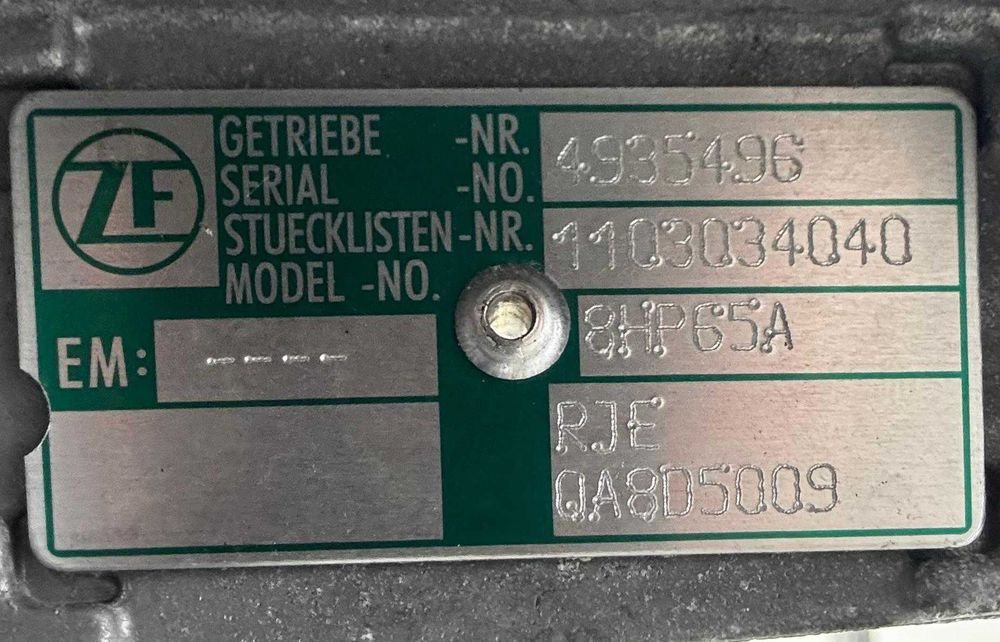 ZF
GETRIEBE -NR. 4935496
SERIAL -NO.
STUECKLISTEN-NR. 1103034040
MODEL -NO.
8HP65A
EM: ----
RJE
QA8D5009